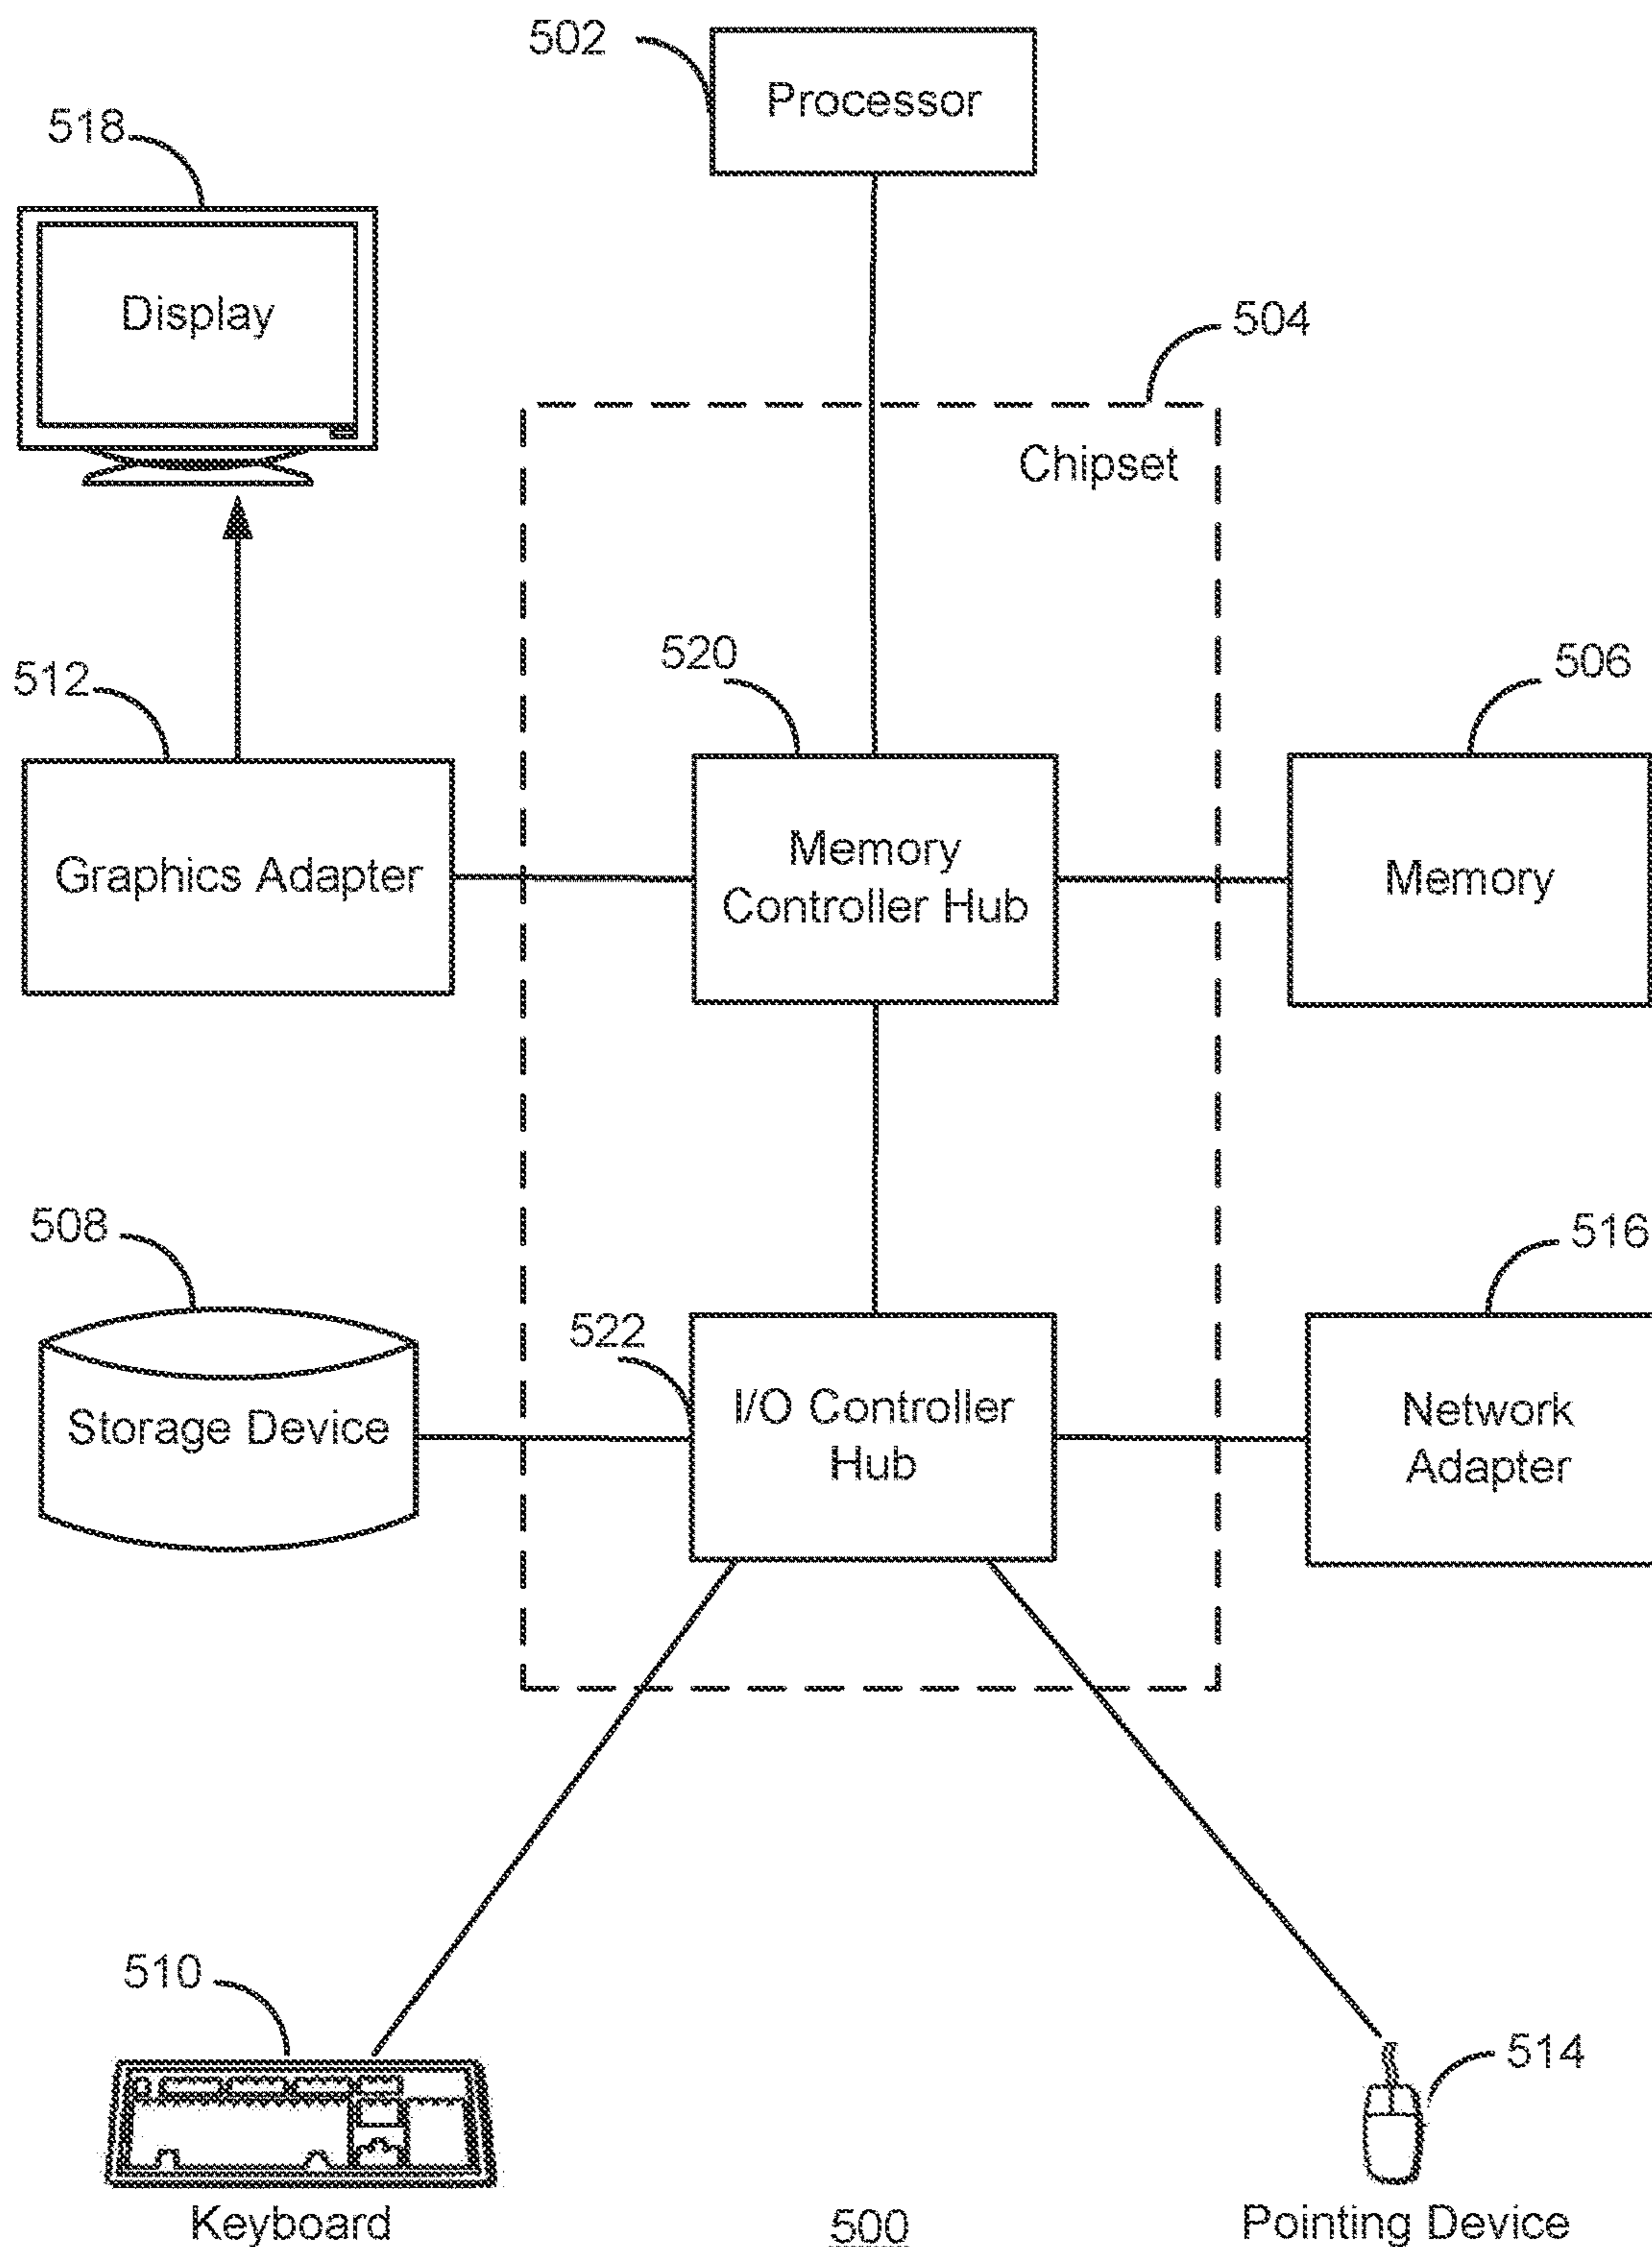 502
Processor
518
Display
504
Chipset
512
520
506
Graphics Adapter
Memory
Controller Hub
Memory
508
516
522
Storage Device
I/O Controller
Hub
Network
Adapter
510
514
Keyboard
500
Pointing Device